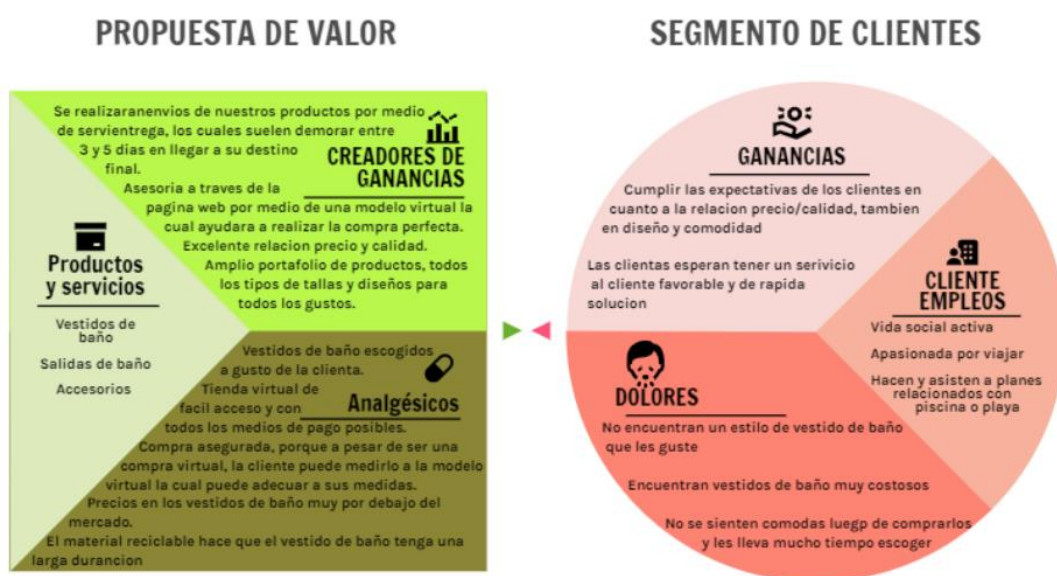 PROPUESTA DE VALOR
Se realizaranenvios de nuestros productos por medio
de servientrega, los cuales suelen demorar entre
3 y 5 dias en llegar a su destino
final.
CREADORES DE
GANANCIAS
Asesoria a traves de la
pagina web por medio de una modelo virtual la
cual ayudara a realizar la compra perfecta.
Excelente relacion precio y calidad.
Amplio portafolio de productos, todos
los tipos de tallas y diseños para
todos los gustos.
Productos
y servicios
Vestidos de
baño
Salidas de baño
Accesorios
Vestidos de baño escogidos
a gusto de la clienta.
Analgésicos
Tienda virtual de
facil acceso y con
todos los medios de pago posibles.
Compra asegurada, porque a pesar de ser una
compra virtual, la cliente puede medirlo a la modelo
virtual la cual puede adecuar a sus medidas.
Precios en los vestidos de baño muy por debajo del
mercado.
El material reciclable hace que el vestido de baño tenga una
larga durancion
SEGMENTO DE CLIENTES
GANANCIAS
Cumplir las expectativas de los clientes en
cuanto a la relacion precio/calidad, tambien
en diseño y comodidad
Las clientas esperan tener un serivicio
al cliente favorable y de rapida
solucion
CLIENTE
EMPLEOS
Vida social activa
Apasionada por viajar
Hacen y asisten a planes
relacionados con
piscina o playa
DOLORES
No encuentran un estilo de vestido de baño
que les guste
Encuentran vestidos de baño muy costosos
No se sienten comodas luegp de comprarlos
y les lleva mucho tiempo escoger